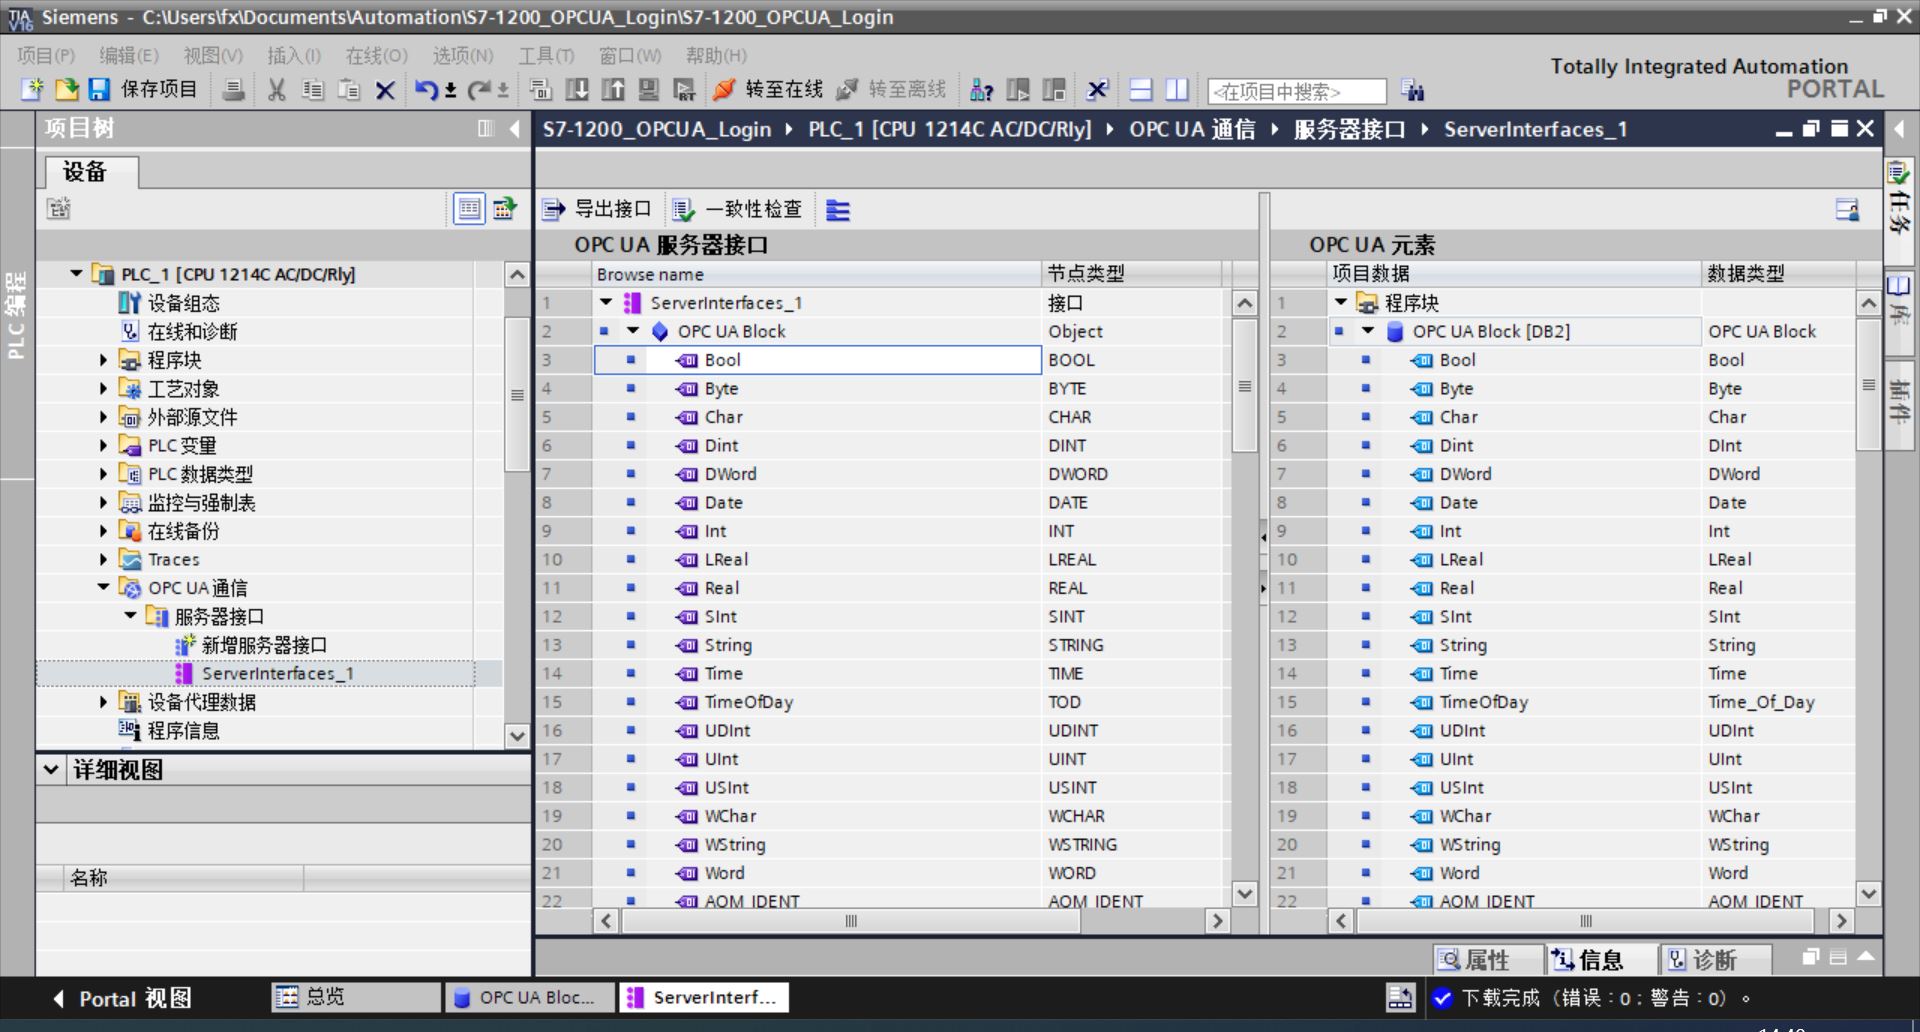 Siemens - C:\Users\fx\Documents\Automation\S7-1200_OPCUA_Login\S7-1200_OPCUA_Login
项目(P) 编辑(E) 视图(V) 插入(I) 在线(O) 选项(N) 工具(T) 窗口(W) 帮助(H)
Totally Integrated Automation
PORTAL
保存项目 转至在线 转至离线 <在项目中搜索>
项目树
S7-1200_OPCUA_Login PLC_1 [CPU 1214C AC/DC/Rly] OPC UA 通信 服务器接口 ServerInterfaces_1
设备
PLC 编程
PLC_1 [CPU 1214C AC/DC/Rly]
设备组态
在线和诊断
程序块
工艺对象
外部源文件
PLC 变量
PLC 数据类型
监控与强制表
在线备份
Traces
OPC UA通信
服务器接口
新增服务器接口
ServerInterfaces_1
设备代理数据
程序信息
详细视图
名称
导出接口 一致性检查
OPC UA 服务器接口
Browse name 节点类型
1 ServerInterfaces_1 接口
2 OPC UA Block Object
3 Bool BOOL
4 Byte BYTE
5 Char CHAR
6 Dint DINT
7 DWord DWORD
8 Date DATE
9 Int INT
10 LReal LREAL
11 Real REAL
12 SInt SINT
13 String STRING
14 Time TIME
15 TimeOfDay TOD
16 UDInt UDINT
17 UInt UINT
18 USInt USINT
19 WChar WCHAR
20 WString WSTRING
21 Word WORD
22 AOM_IDENT AOM_IDENT
OPC UA 元素
项目数据 数据类型
1 程序块
2 OPC UA Block [DB2] OPC UA Block
3 Bool Bool
4 Byte Byte
5 Char Char
6 Dint DInt
7 DWord DWord
8 Date Date
9 Int Int
10 LReal LReal
11 Real Real
12 SInt SInt
13 String String
14 Time Time
15 TimeOfDay Time_Of_Day
16 UDInt UDInt
17 UInt UInt
18 USInt USInt
19 WChar WChar
20 WString WString
21 Word Word
22 AOM_IDENT AOM_IDENT
任务
库
插件
属性 信息 诊断
Portal 视图 总览 OPC UA Bloc... ServerInterf...
下载完成（错误：0；警告：0）。